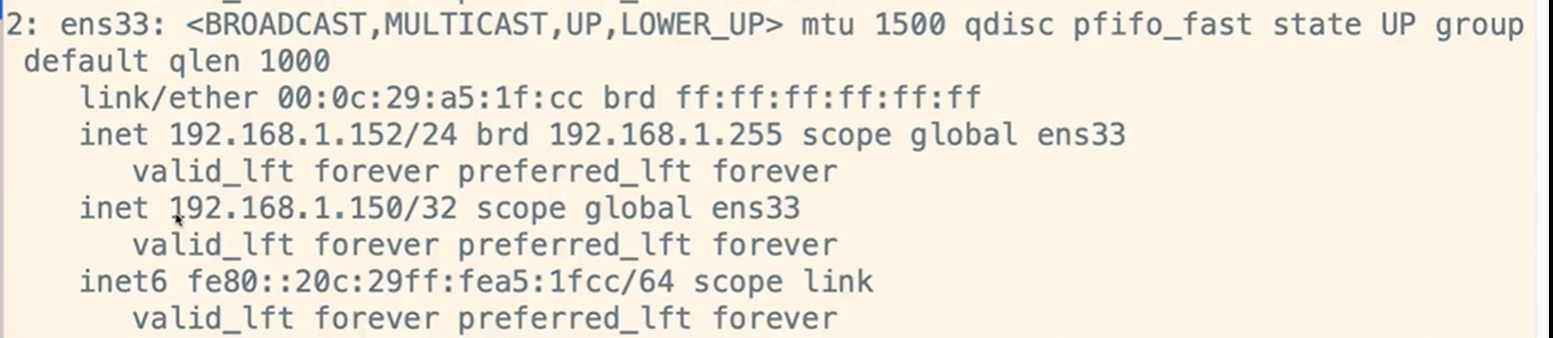 2: ens33: <BROADCAST,MULTICAST,UP,LOWER_UP> mtu 1500 qdisc pfifo_fast state UP group
default qlen 1000
link/ether 00:0c:29:a5:1f:cc brd ff:ff:ff:ff:ff:ff
inet 192.168.1.152/24 brd 192.168.1.255 scope global ens33
valid_lft forever preferred_lft forever
inet 192.168.1.150/32 scope global ens33
valid_lft forever preferred_lft forever
inet6 fe80::20c:29ff:fea5:1fcc/64 scope link
valid_lft forever preferred_lft forever